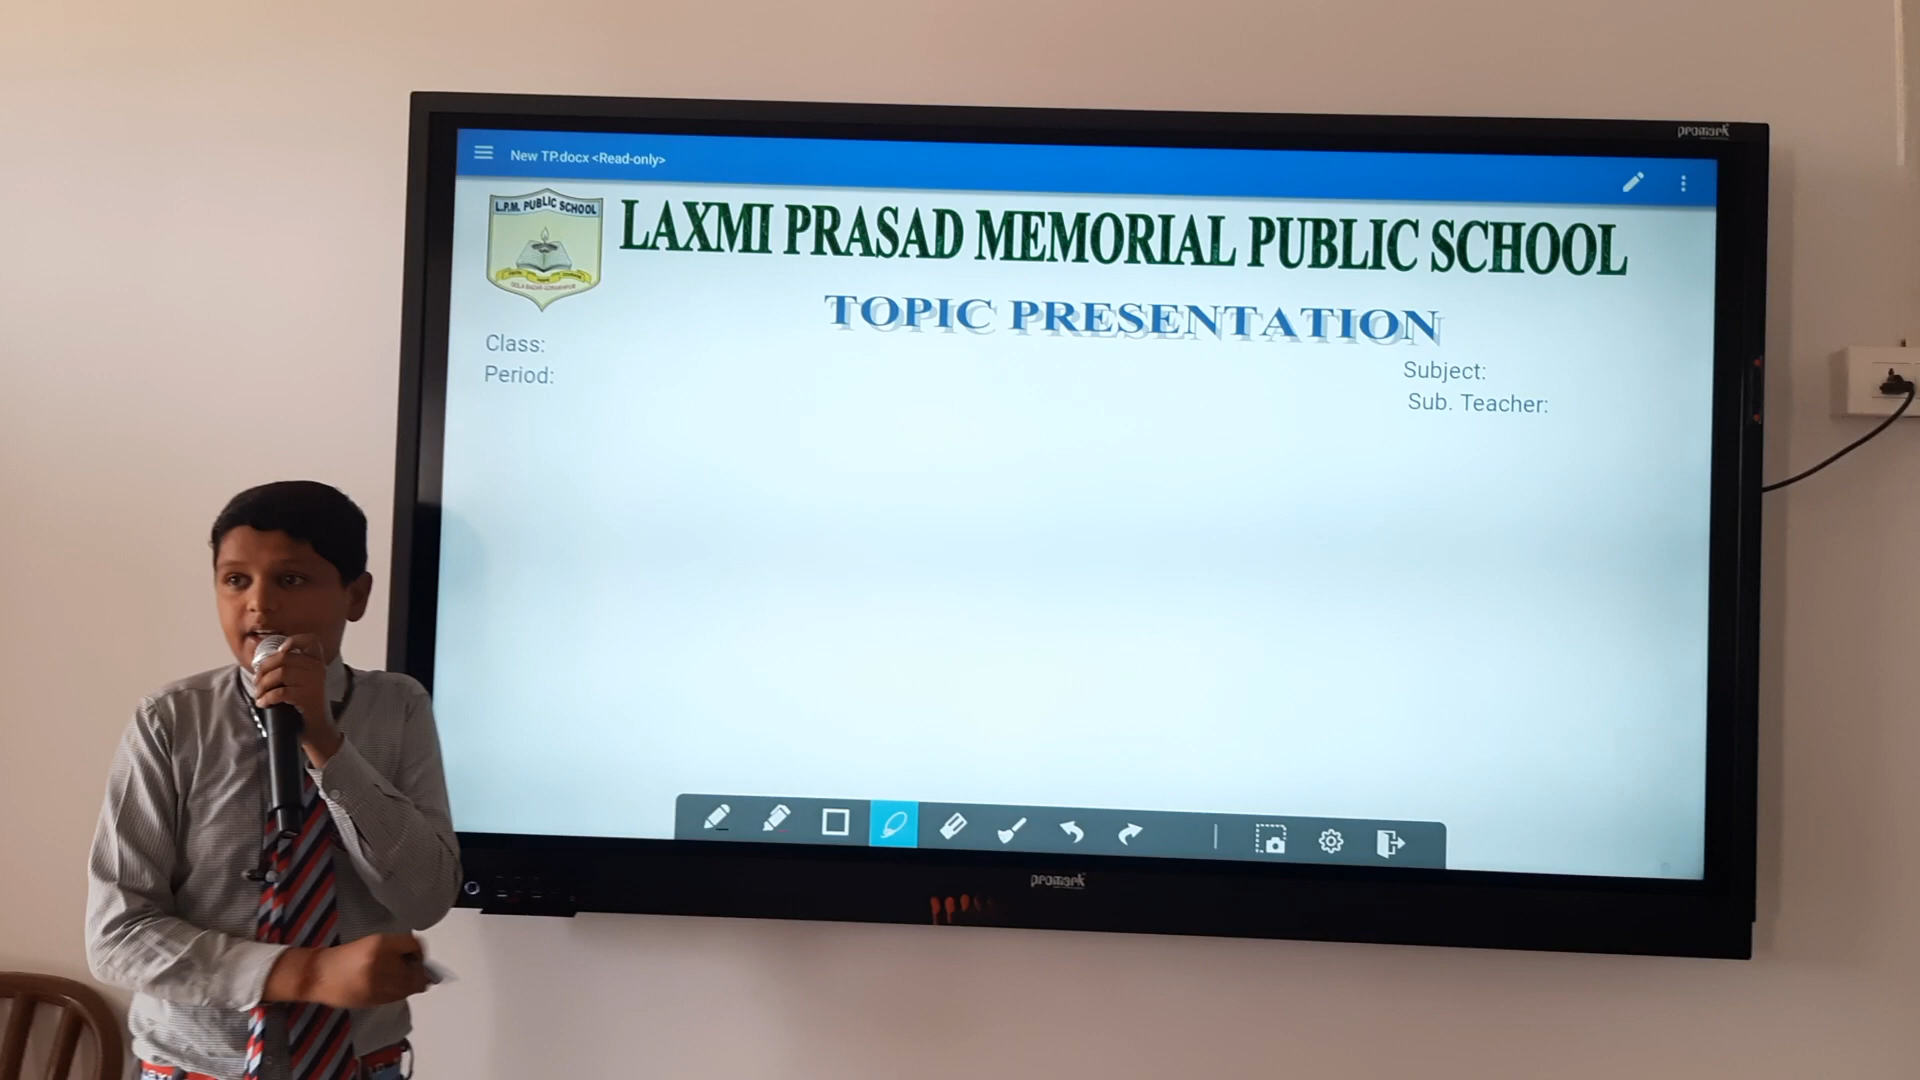 promark
New TP.docx <Read-only>
L.P.M. PUBLIC SCHOOL
LAXMI PRASAD MEMORIAL PUBLIC SCHOOL
TOPIC PRESENTATION
Class:
Subject:
Period:
Sub. Teacher:
promark